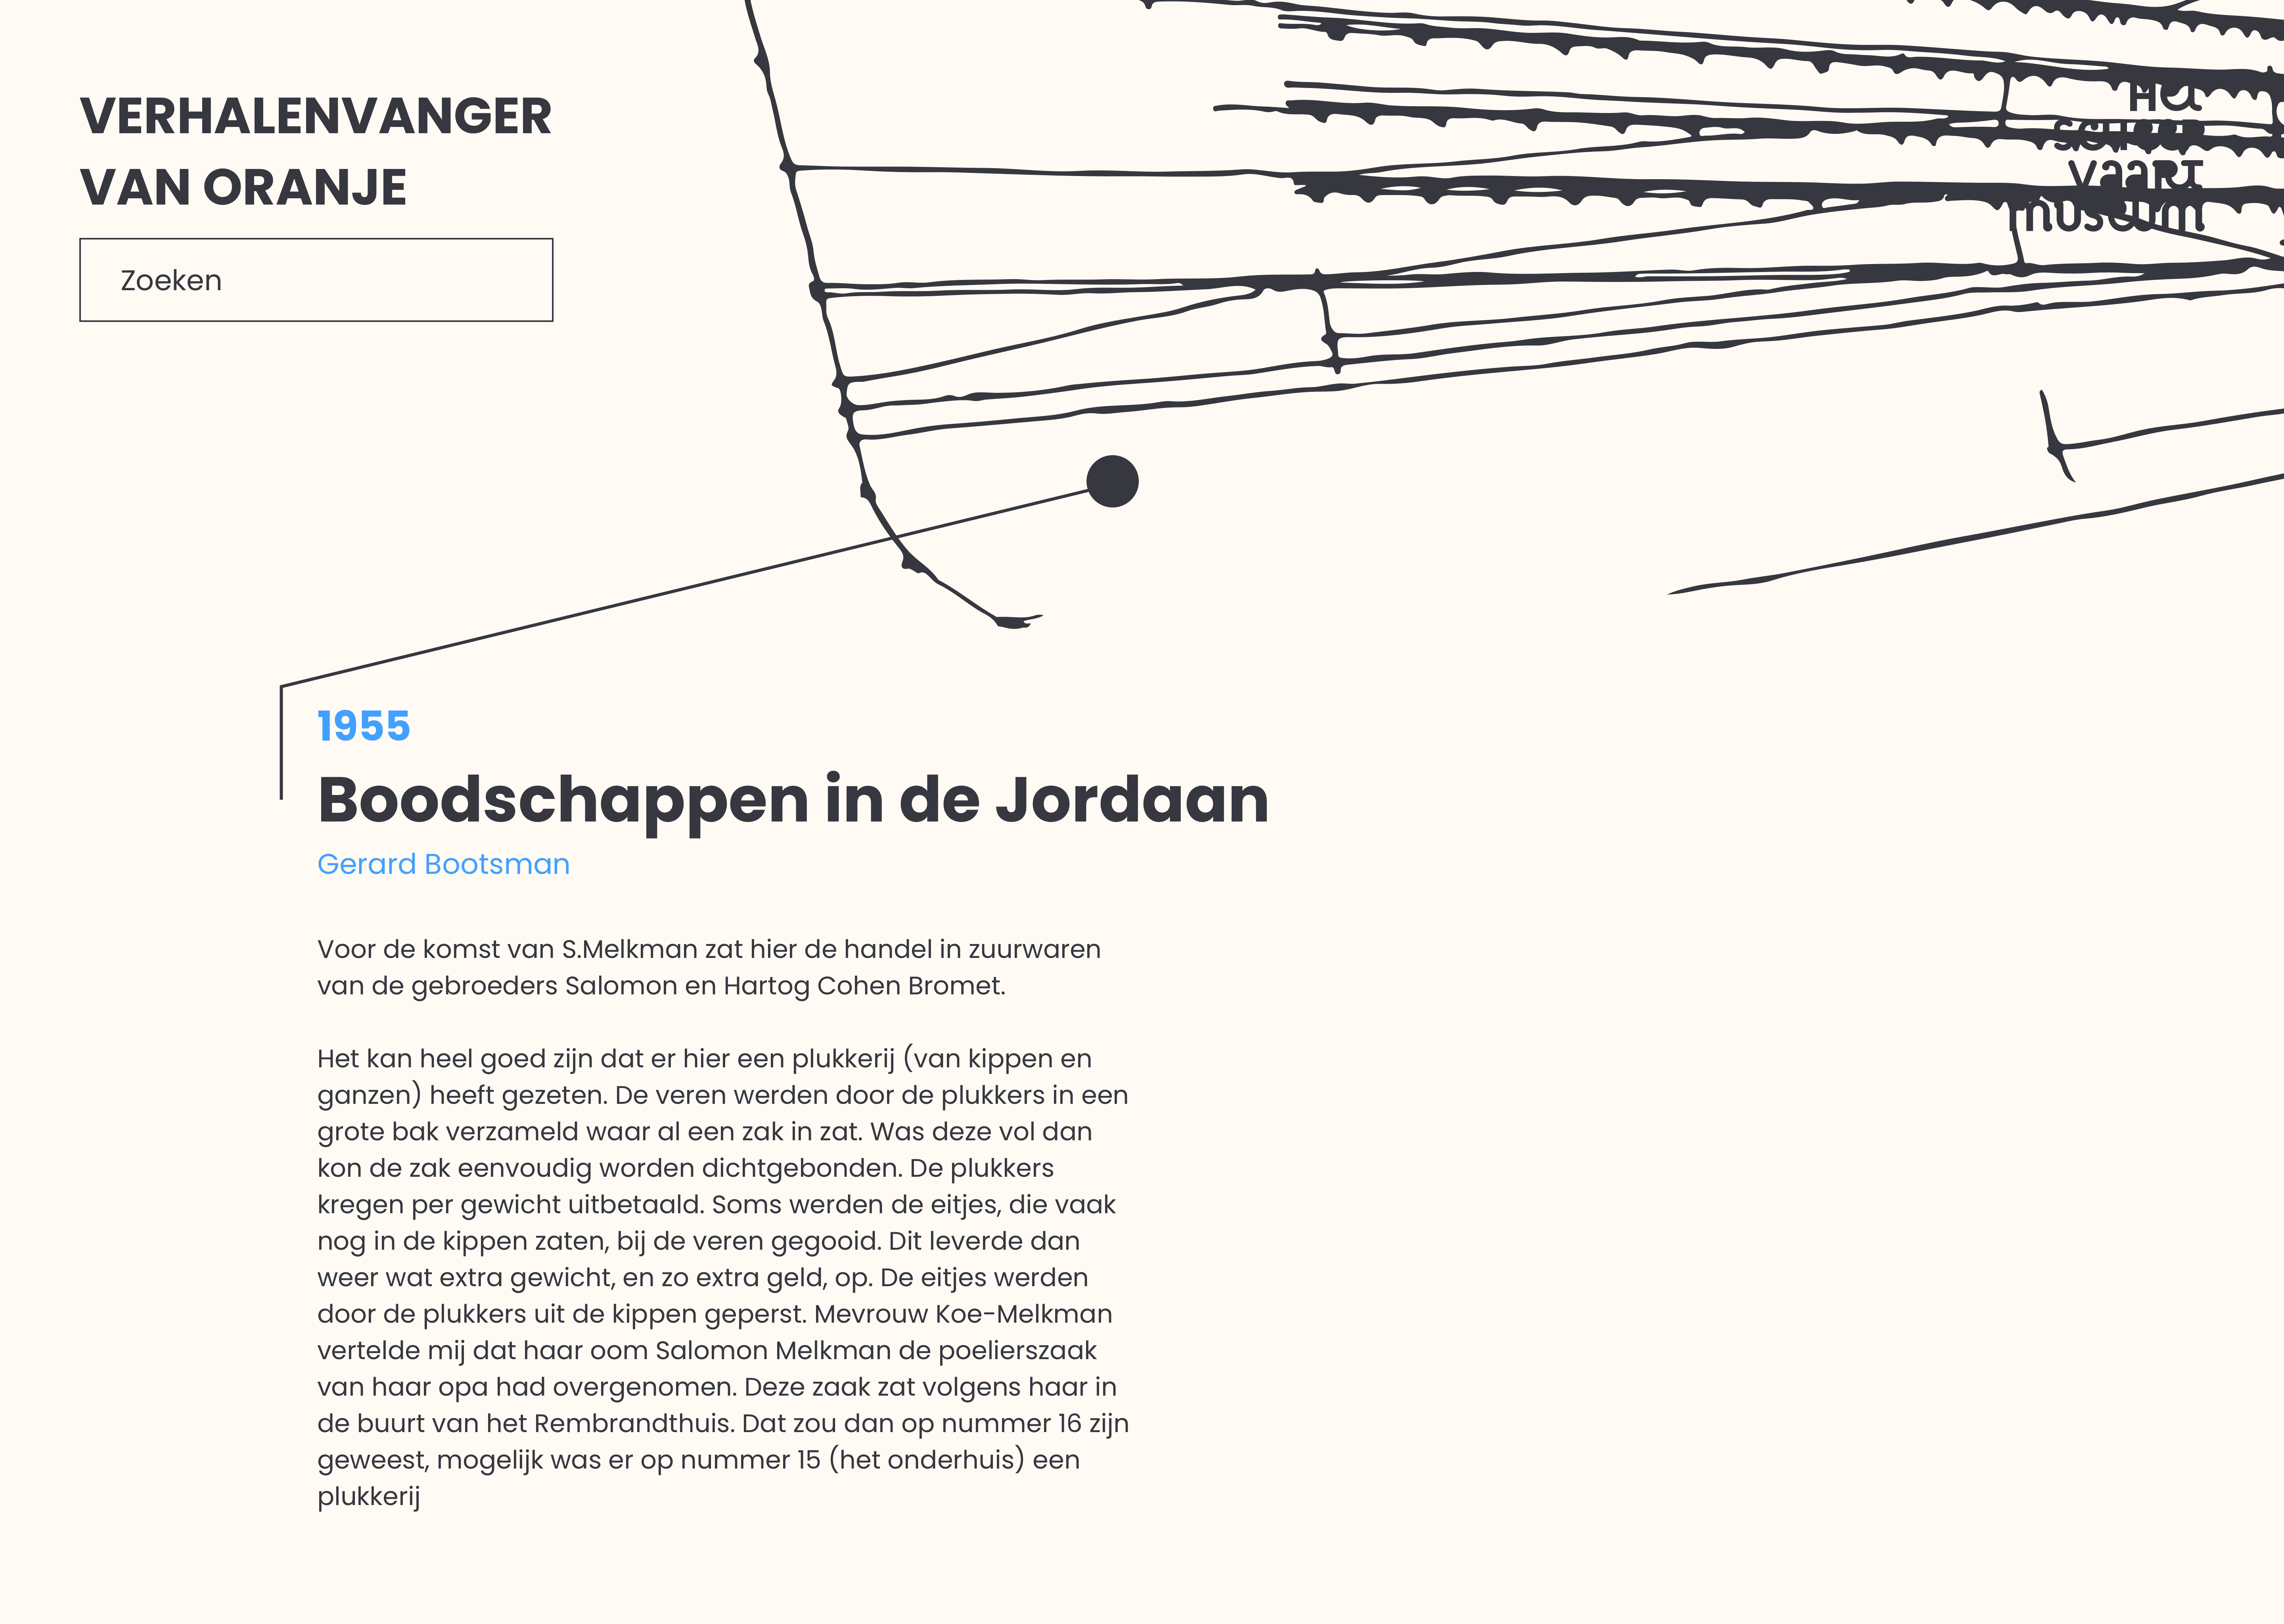 VERHALENVANGER
VAN ORANJE
Zoeken
Het
scheep
vaart
museum
1955
Boodschappen in de Jordaan
Gerard Bootsman
Voor de komst van S.Melkman zat hier de handel in zuurwaren
van de gebroeders Salomon en Hartog Cohen Bromet.
Het kan heel goed zijn dat er hier een plukkerij (van kippen en
ganzen) heeft gezeten. De veren werden door de plukkers in een
grote bak verzameld waar al een zak in zat. Was deze vol dan
kon de zak eenvoudig worden dichtgebonden. De plukkers
kregen per gewicht uitbetaald. Soms werden de eitjes, die vaak
nog in de kippen zaten, bij de veren gegooid. Dit leverde dan
weer wat extra gewicht, en zo extra geld, op. De eitjes werden
door de plukkers uit de kippen geperst. Mevrouw Koe-Melkman
vertelde mij dat haar oom Salomon Melkman de poelierszaak
van haar opa had overgenomen. Deze zaak zat volgens haar in
de buurt van het Rembrandthuis. Dat zou dan op nummer 16 zijn
geweest, mogelijk was er op nummer 15 (het onderhuis) een
plukkerij